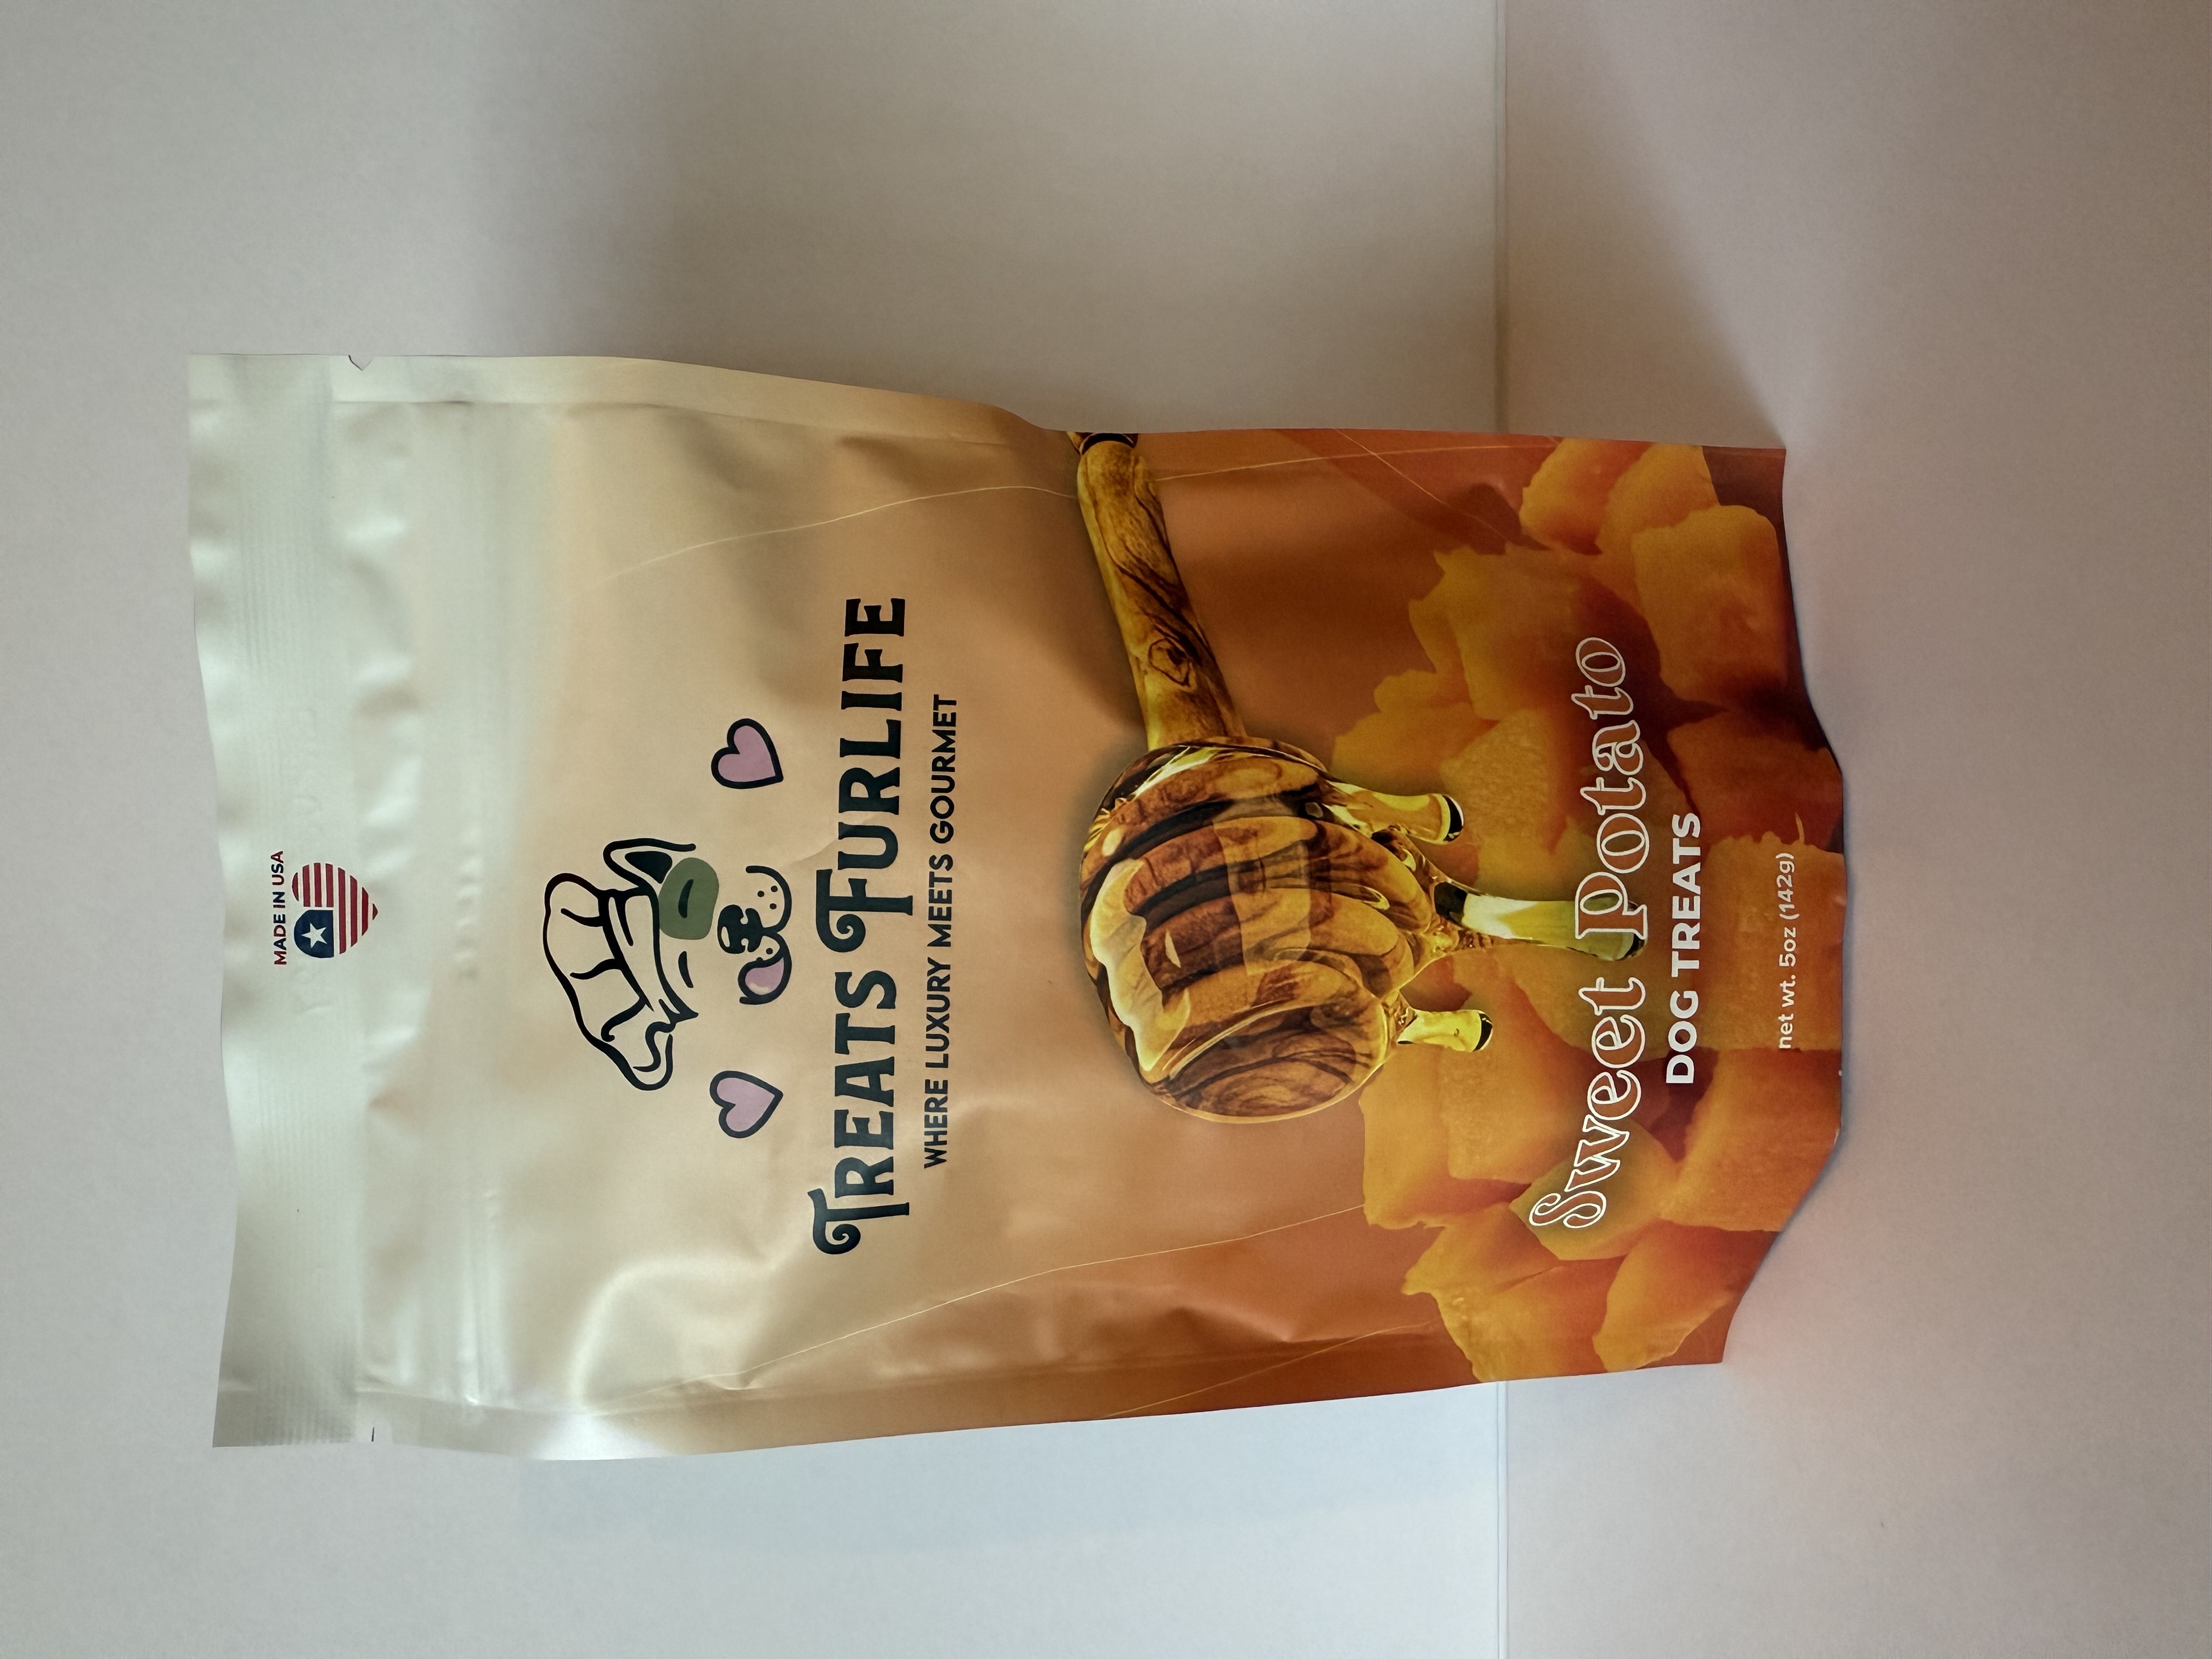 MADE IN USA
TREATS FURLIFE
WHERE LUXURY MEETS GOURMET
Sweet Potato
DOG TREATS
net wt. 5oz (142g)